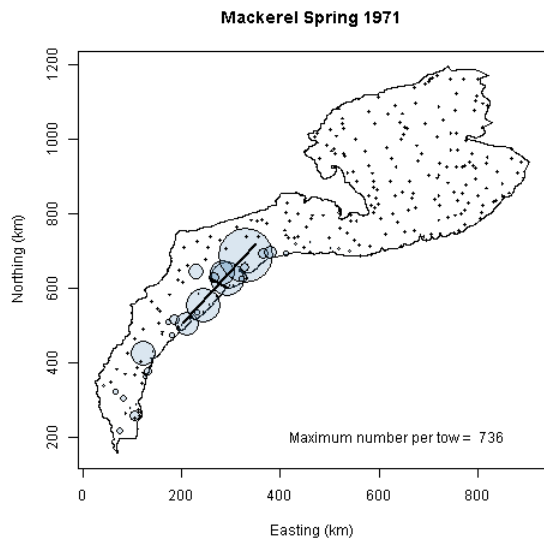 Mackerel Spring 1971
Northing (km)
1200
1000
800
600
400
200
Maximum number per tow = 736
0 200 400 600 800
Easting (km)